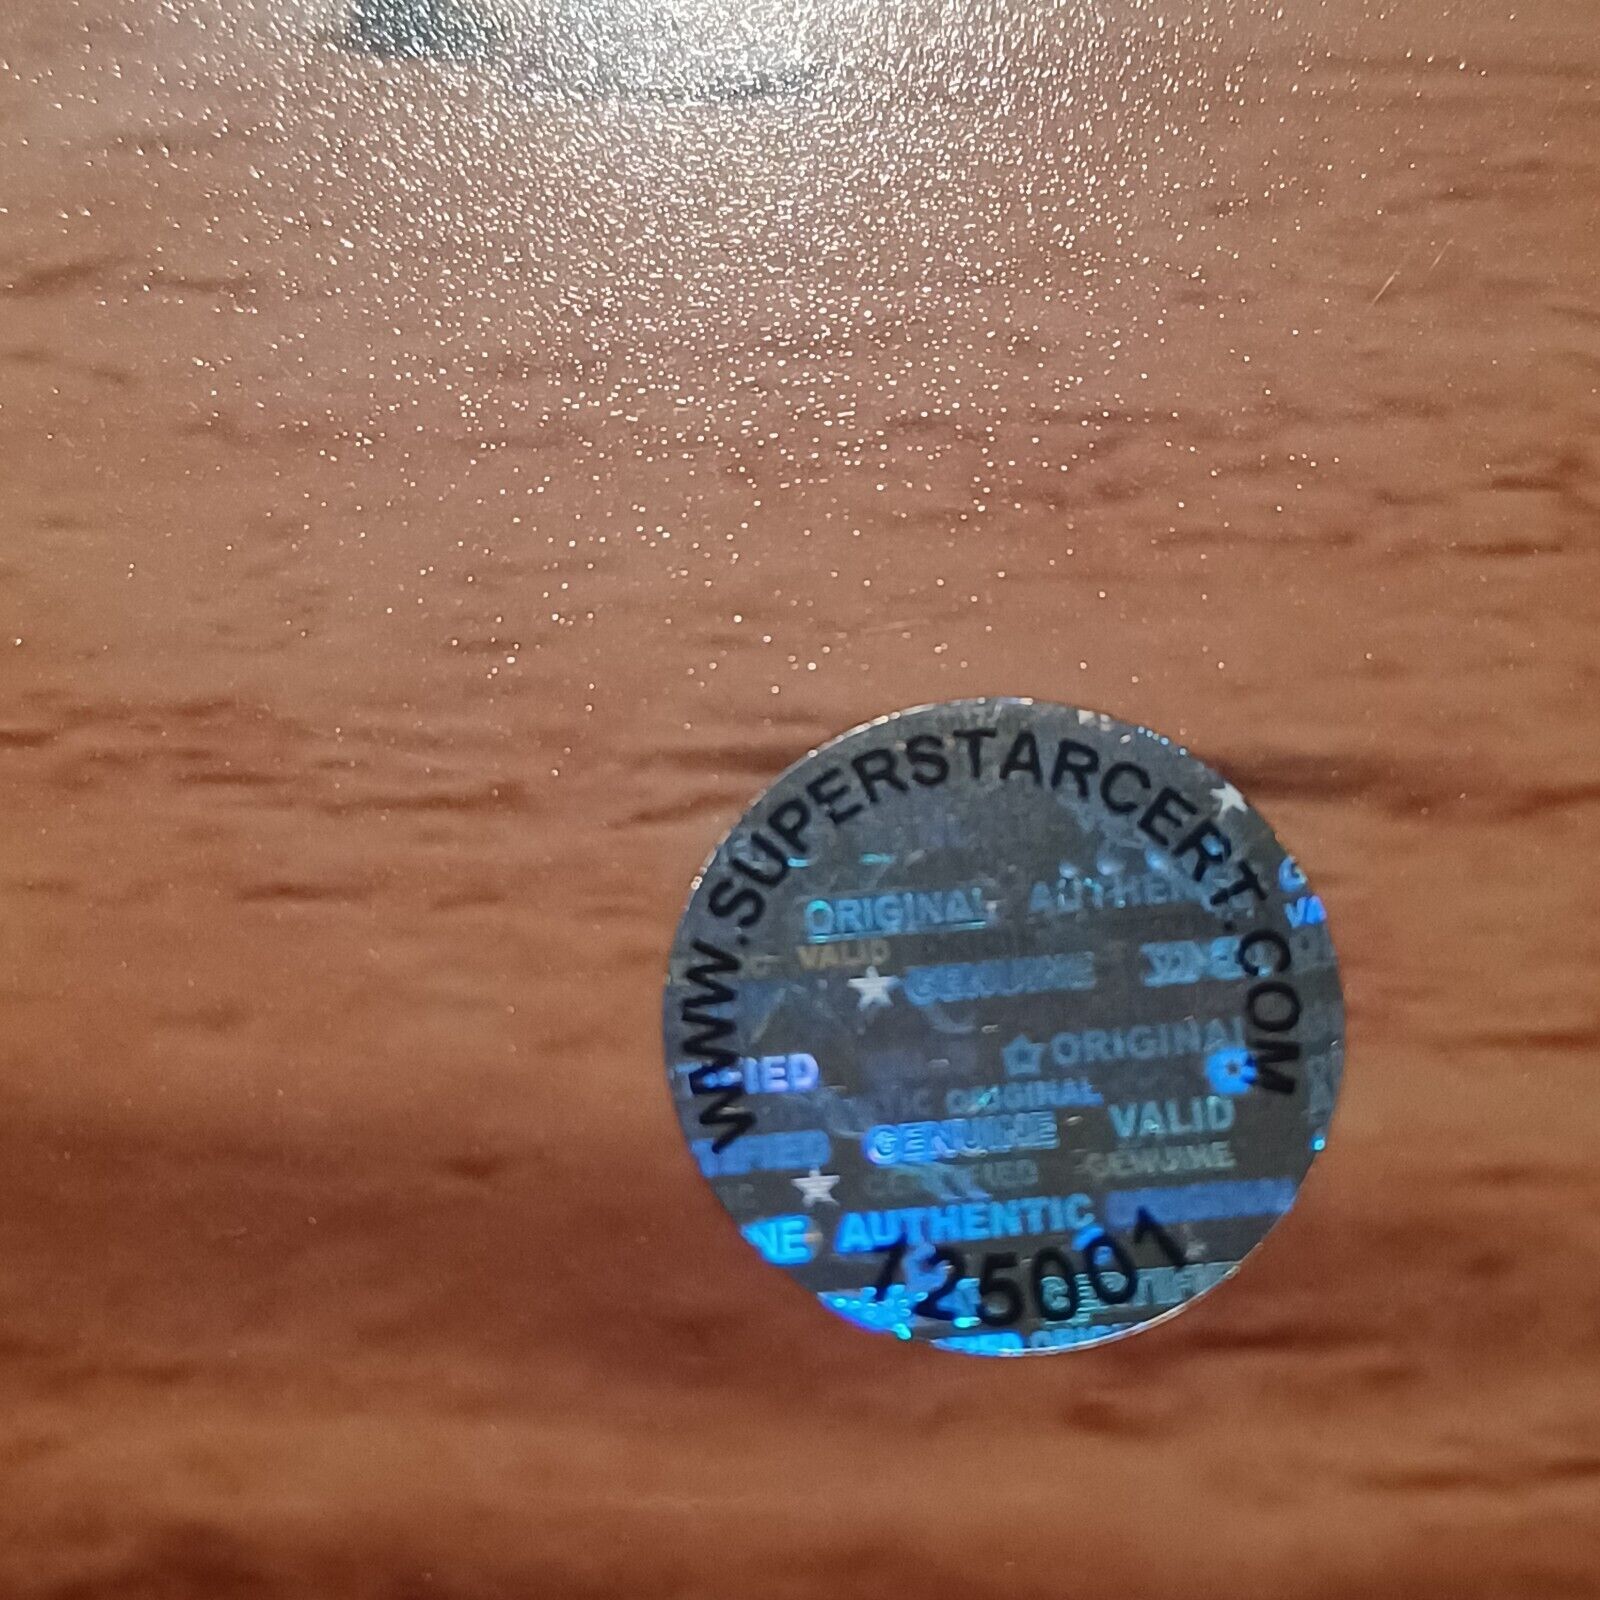 WWW.SUPERSTARCERT.COM
ORIGINAL AUTHENTIC
VALID
GENUINE
ORIGINAL
ORIGINAL
GENUINE VALID
GENUINE
AUTHENTIC
725001